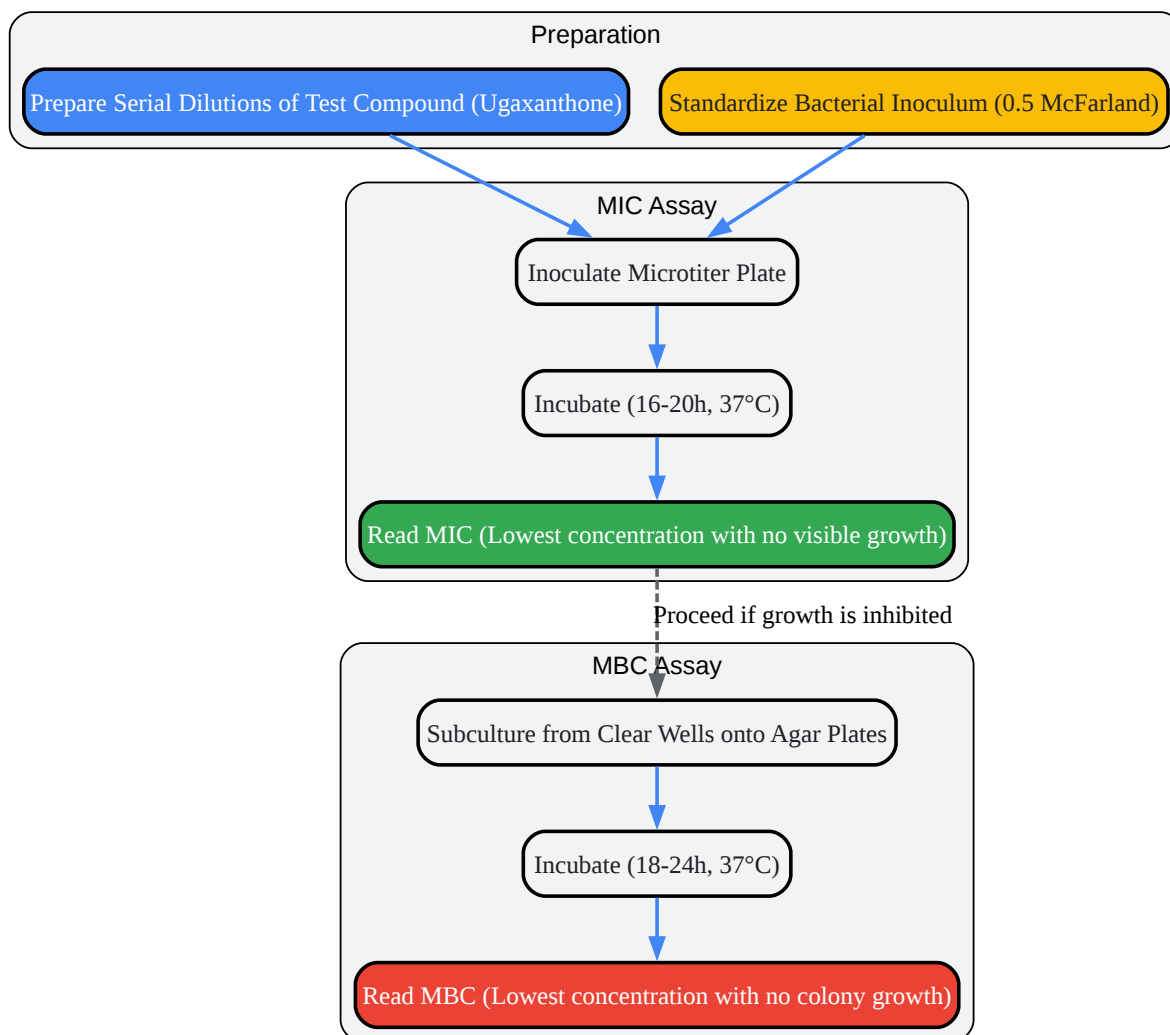 Preparation
Prepare Serial Dilutions of Test Compound (Ugaxanthone)
Standardize Bacterial Inoculum (0.5 McFarland)
MIC Assay
Inoculate Microtiter Plate
Incubate (16-20h, 37°C)
Read MIC (Lowest concentration with no visible growth)
Proceed if growth is inhibited
MBC Assay
Subculture from Clear Wells onto Agar Plates
Incubate (18-24h, 37°C)
Read MBC (Lowest concentration with no colony growth)